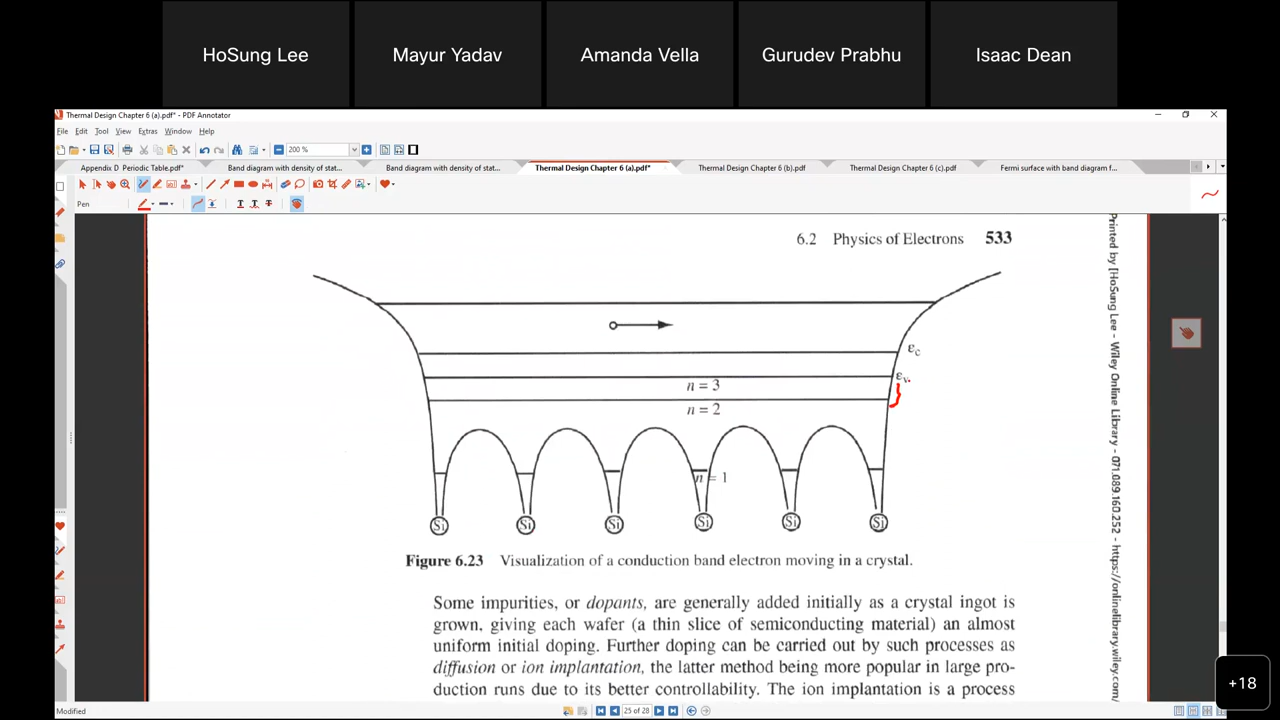 HoSung Lee
Mayur Yadav
Amanda Vella
Gurudev Prabhu
Isaac Dean
Thermal Design Chapter 6 (a).pdf* - PDF Annotator
File Edit Tool View Extras Window Help
200 %
Appendix D Periodic Table.pdf*
Band diagram with density of stat...
Band diagram with density of stat...
Thermal Design Chapter 6 (a).pdf*
Thermal Design Chapter 6 (b).pdf
Thermal Design Chapter 6 (c).pdf
Fermi surface with band diagram f...
Pen
6.2 Physics of Electrons 533
εc
εv
n = 3
n = 2
n = 1
Si Si Si Si Si Si
Figure 6.23 Visualization of a conduction band electron moving in a crystal.
Some impurities, or dopants, are generally added initially as a crystal ingot is
grown, giving each wafer (a thin slice of semiconducting material) an almost
uniform initial doping. Further doping can be carried out by such processes as
diffusion or ion implantation, the latter method being more popular in large pro-
duction runs due to its better controllability. The ion implantation is a process
Printed by [HoSung Lee - Wiley Online Library - 071.089.160.252 - https://onlinelibrary.wiley.com/
+18
Modified
25 of 28